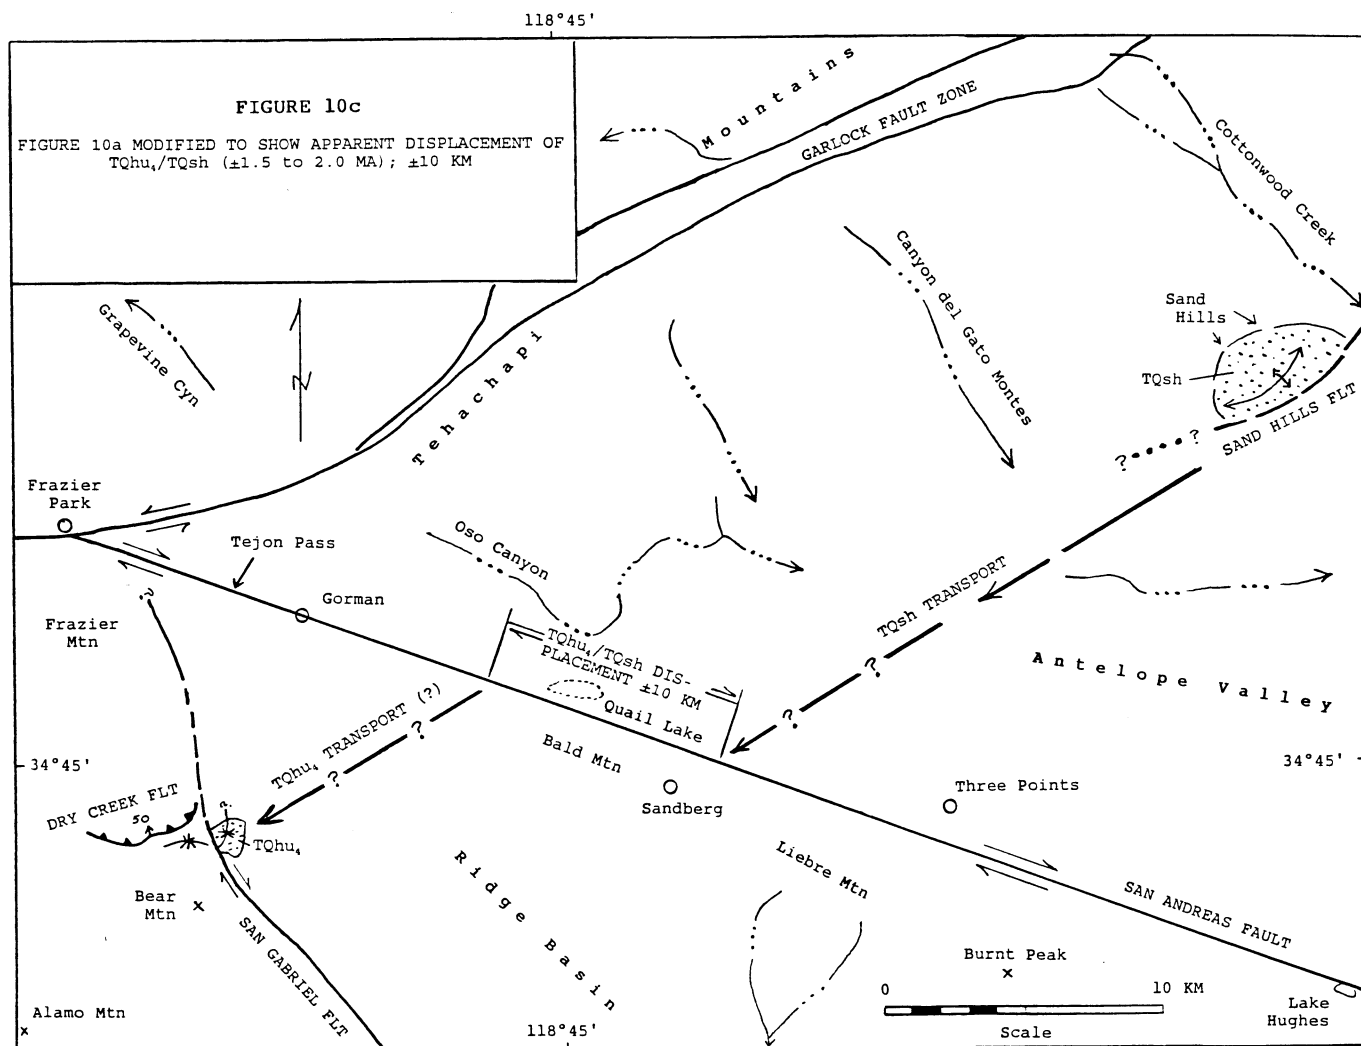 118°45'
FIGURE 10c
FIGURE 10a MODIFIED TO SHOW APPARENT DISPLACEMENT OF
TQhu₄/TQsh (±1.5 to 2.0 MA); ±10 KM
Mountains
GARLOCK FAULT ZONE
Cottonwood Creek
Grapevine Cyn
N
Tehachapi
Canyon del Gato Montes
Sand
Hills
TQsh
SAND HILLS FLT
?
?
Frazier
Park
Tejon Pass
Oso Canyon
Gorman
?
Frazier
Mtn
TQsh TRANSPORT
?
?
TQhu₄/TQSh DIS-
PLACEMENT ±10 KM
Quail Lake
Antelope Valley
TQhu₄ TRANSPORT (?)
?
?
Bald Mtn
34°45'
34°45'
Sandberg
Three Points
DRY CREEK FLT
50
?
TQhu₄
Bear
Mtn
x
SAN GABRIEL FLT
Ridge Basin
Liebre Mtn
SAN ANDREAS FAULT
Burnt Peak
x
0
10 KM
Scale
Lake
Hughes
Alamo Mtn
x
118°45'